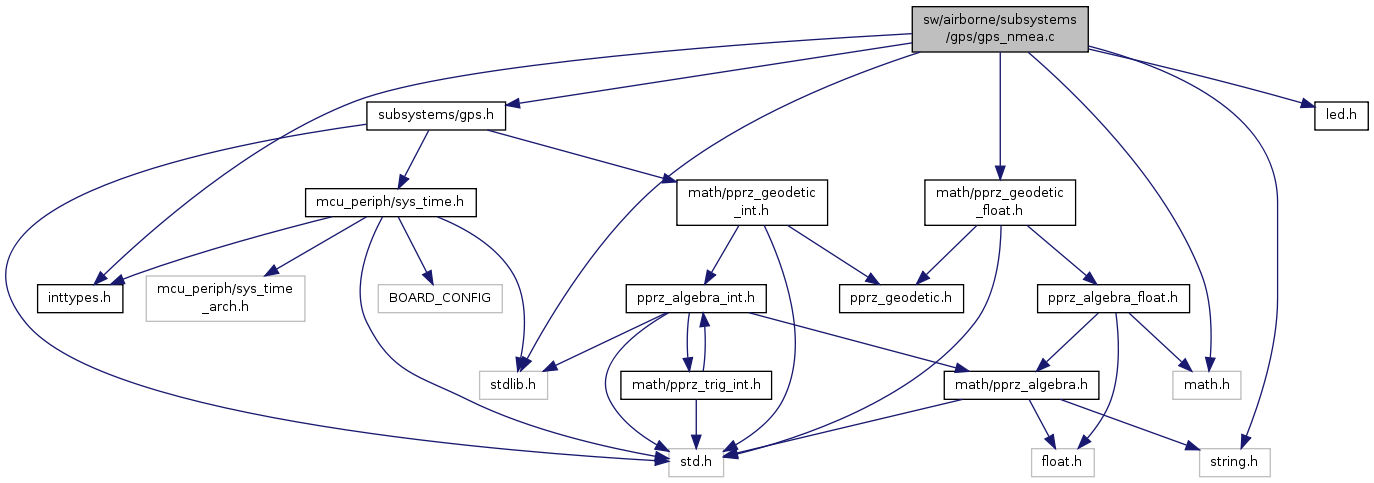 sw/airborne/subsystems
/gps/gps_nmea.c
subsystems/gps.h
led.h
mcu_periph/sys_time.h
math/pprz_geodetic
_int.h
math/pprz_geodetic
_float.h
inttypes.h
mcu_periph/sys_time
_arch.h
BOARD_CONFIG
pprz_algebra_int.h
pprz_geodetic.h
pprz_algebra_float.h
stdlib.h
math/pprz_trig_int.h
math/pprz_algebra.h
math.h
std.h
float.h
string.h